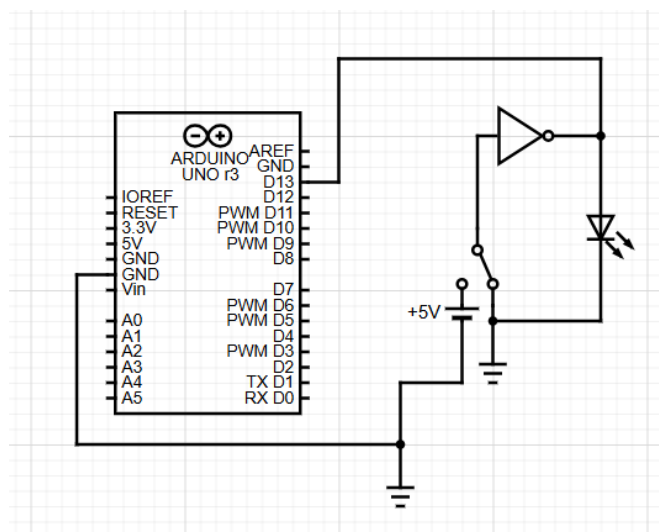 ARDUINO
UNO r3
AREF
GND
D13
D12
PWM D11
PWM D10
PWM D9
D8
D7
PWM D6
PWM D5
D4
PWM D3
D2
TX D1
RX D0
IOREF
RESET
3.3V
5V
GND
GND
Vin
A0
A1
A2
A3
A4
A5
+5V